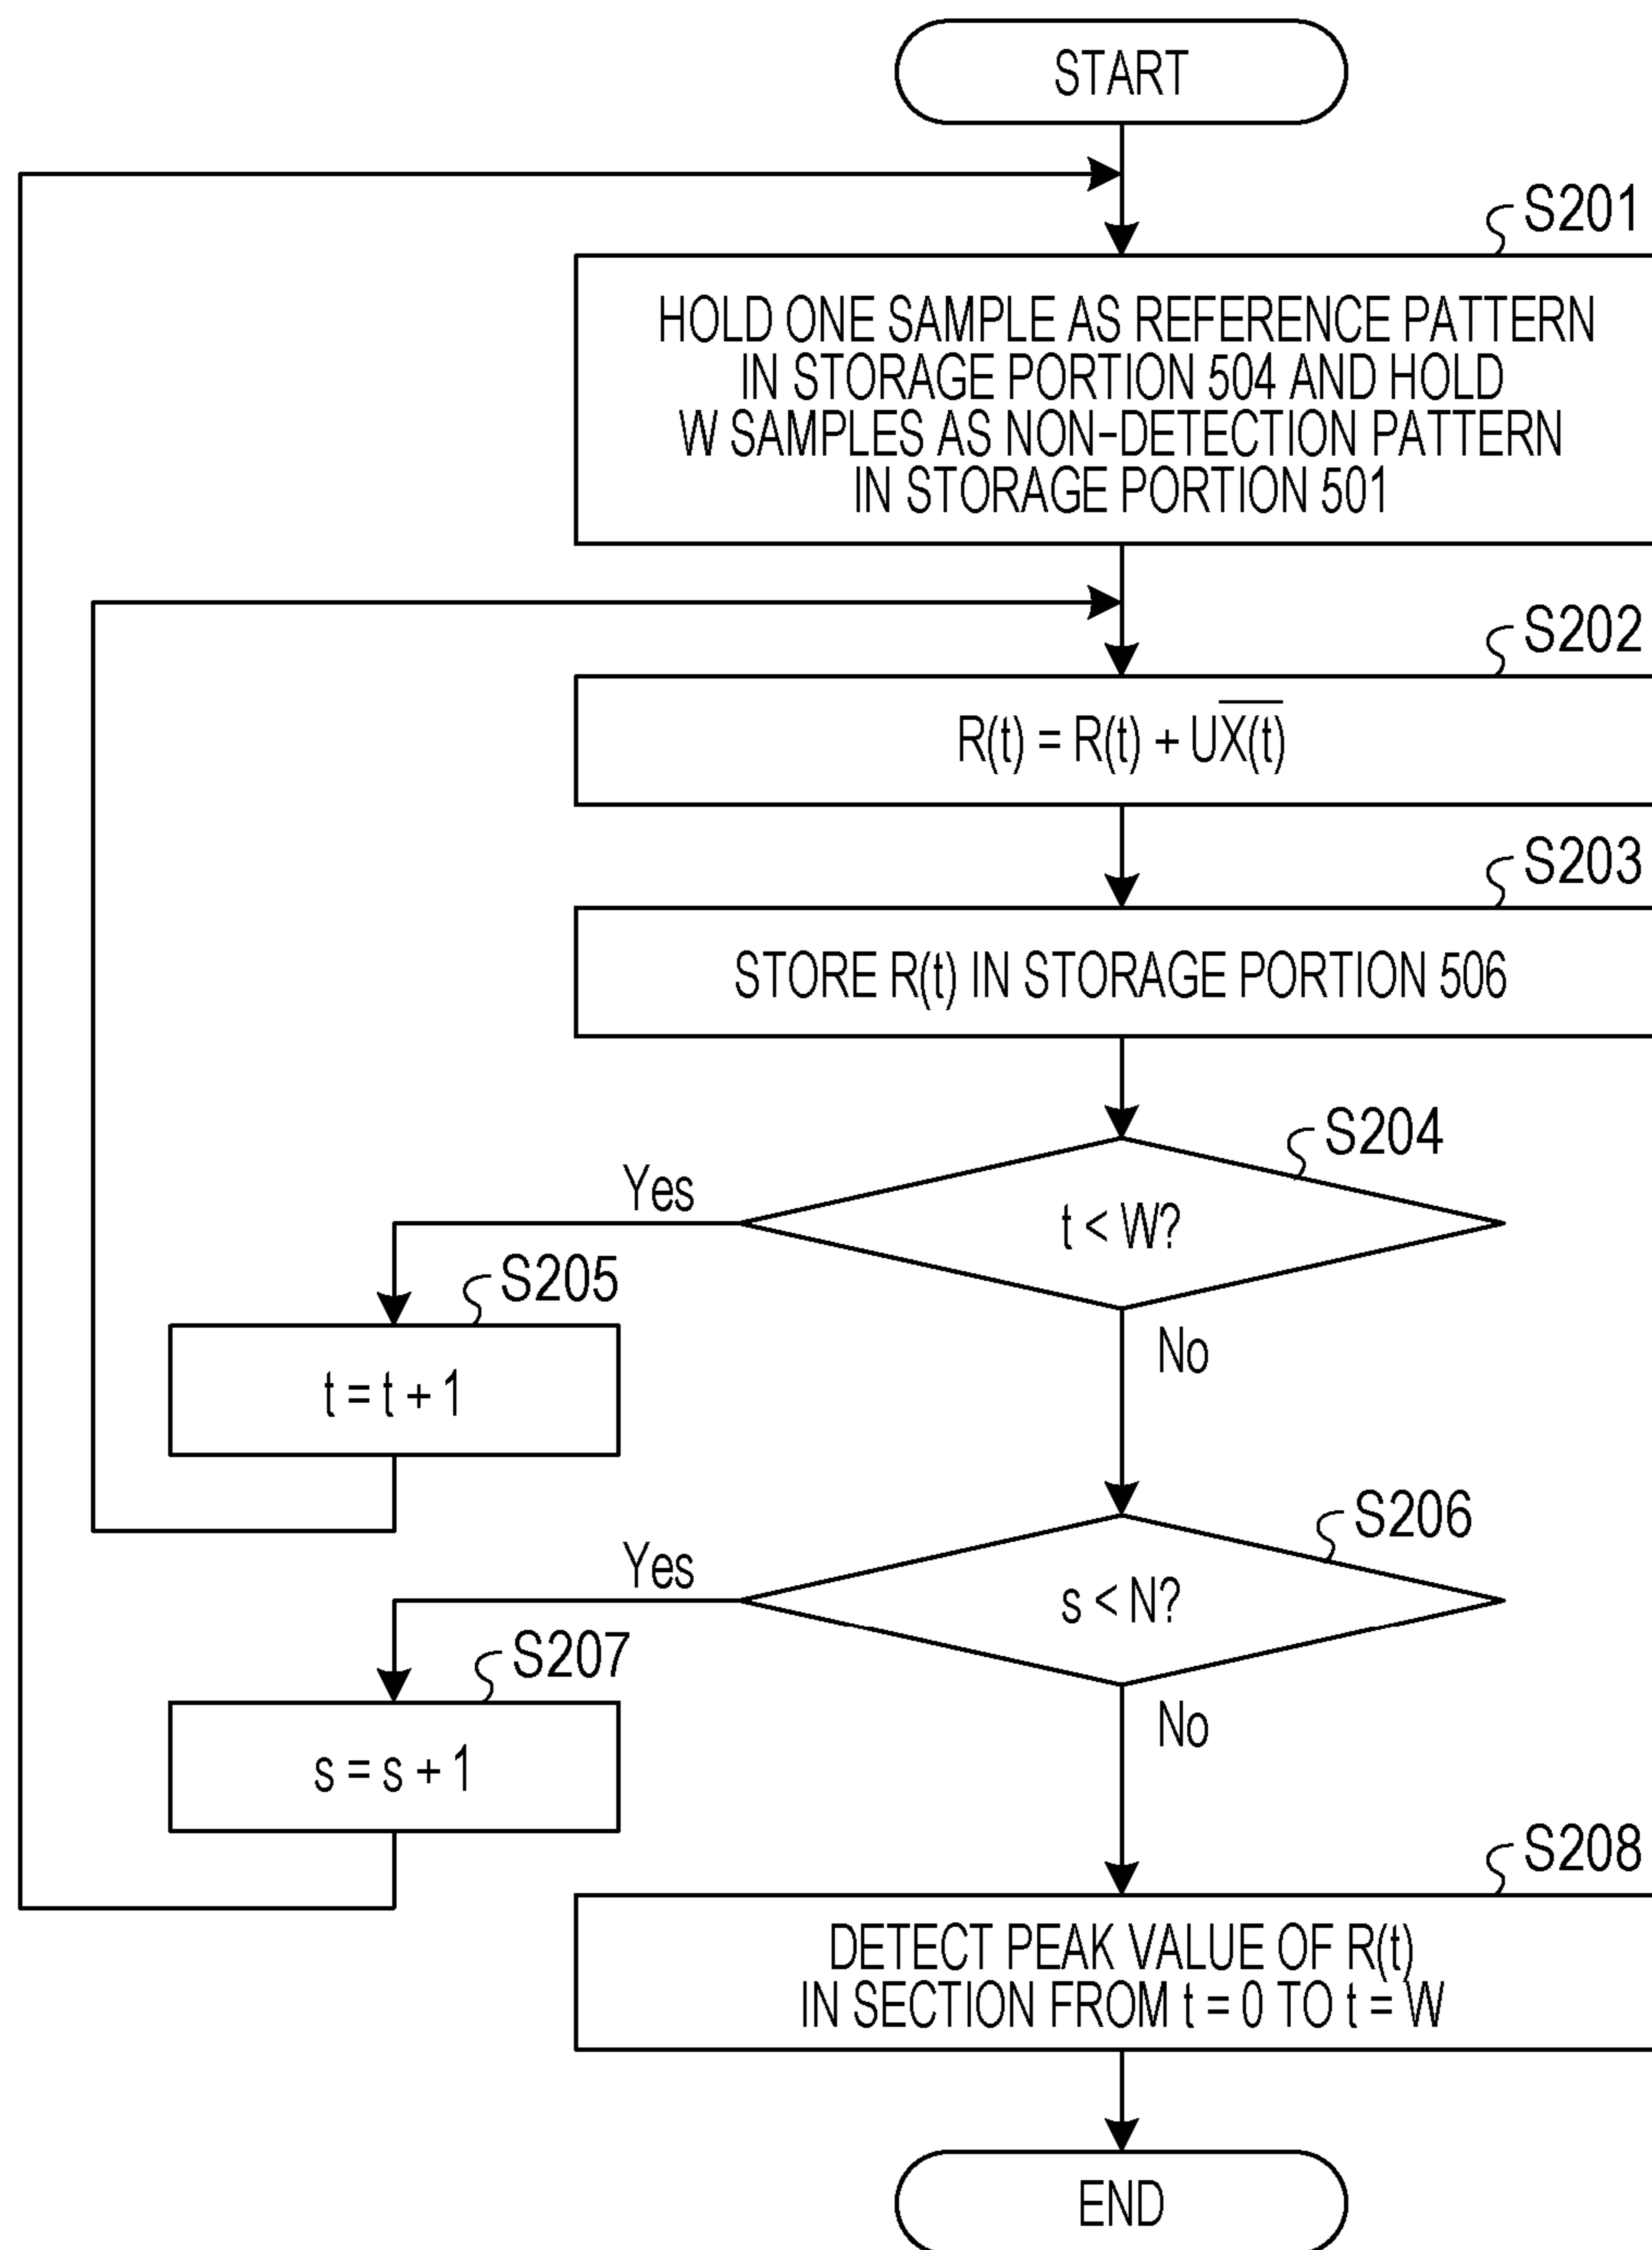 START
S201
HOLD ONE SAMPLE AS REFERENCE PATTERN
IN STORAGE PORTION 504 AND HOLD
W SAMPLES AS NON-DETECTION PATTERN
IN STORAGE PORTION 501
S202
R(t) = R(t) + UX̅(̅t̅)̅
S203
STORE R(t) IN STORAGE PORTION 506
S204
Yes
t < W?
S205
No
t = t + 1
S206
Yes
s < N?
S207
No
s = s + 1
S208
DETECT PEAK VALUE OF R(t)
IN SECTION FROM t = 0 TO t = W
END